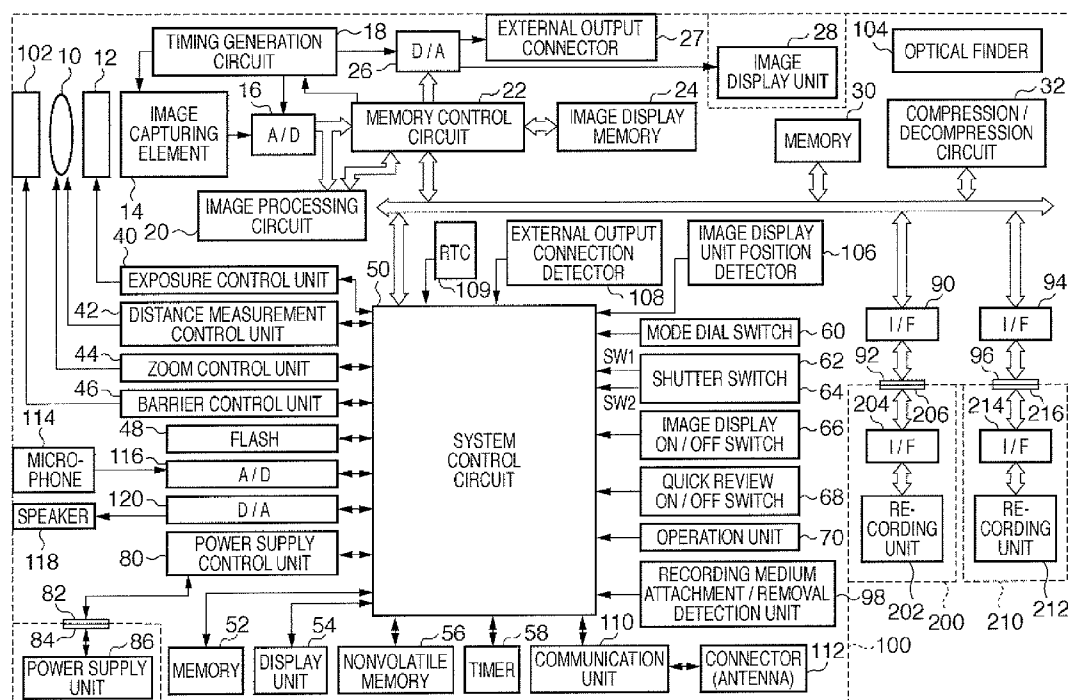 102
10
12
TIMING GENERATION
CIRCUIT
18
D/A
26
EXTERNAL OUTPUT
CONNECTOR
27
28
IMAGE
DISPLAY UNIT
104
OPTICAL FINDER
IMAGE
CAPTURING
ELEMENT
14
16
A/D
22
MEMORY CONTROL
CIRCUIT
24
IMAGE DISPLAY
MEMORY
30
MEMORY
32
COMPRESSION /
DECOMPRESSION
CIRCUIT
IMAGE PROCESSING
CIRCUIT
20
50
RTC
109
EXTERNAL OUTPUT
CONNECTION
DETECTOR
108
IMAGE DISPLAY
UNIT POSITION
DETECTOR
106
40
EXPOSURE CONTROL UNIT
42
DISTANCE MEASUREMENT
CONTROL UNIT
44
ZOOM CONTROL UNIT
46
BARRIER CONTROL UNIT
48
FLASH
114
MICRO-
PHONE
116
A/D
120
D/A
SPEAKER
118
80
POWER SUPPLY
CONTROL UNIT
82
84
86
POWER SUPPLY
UNIT
SYSTEM
CONTROL
CIRCUIT
MODE DIAL SWITCH
60
SW1
SW2
SHUTTER SWITCH
62
64
IMAGE DISPLAY
ON / OFF SWITCH
66
QUICK REVIEW
ON / OFF SWITCH
68
OPERATION UNIT
70
RECORDING MEDIUM
ATTACHMENT / REMOVAL
DETECTION UNIT
98
90
I/F
92
206
204
I/F
RE-
CORDING
UNIT
202
200
94
I/F
96
216
214
I/F
RE-
CORDING
UNIT
212
210
52
MEMORY
54
DISPLAY
UNIT
56
NONVOLATILE
MEMORY
58
TIMER
110
COMMUNICATION
UNIT
CONNECTOR
(ANTENNA)
112
100